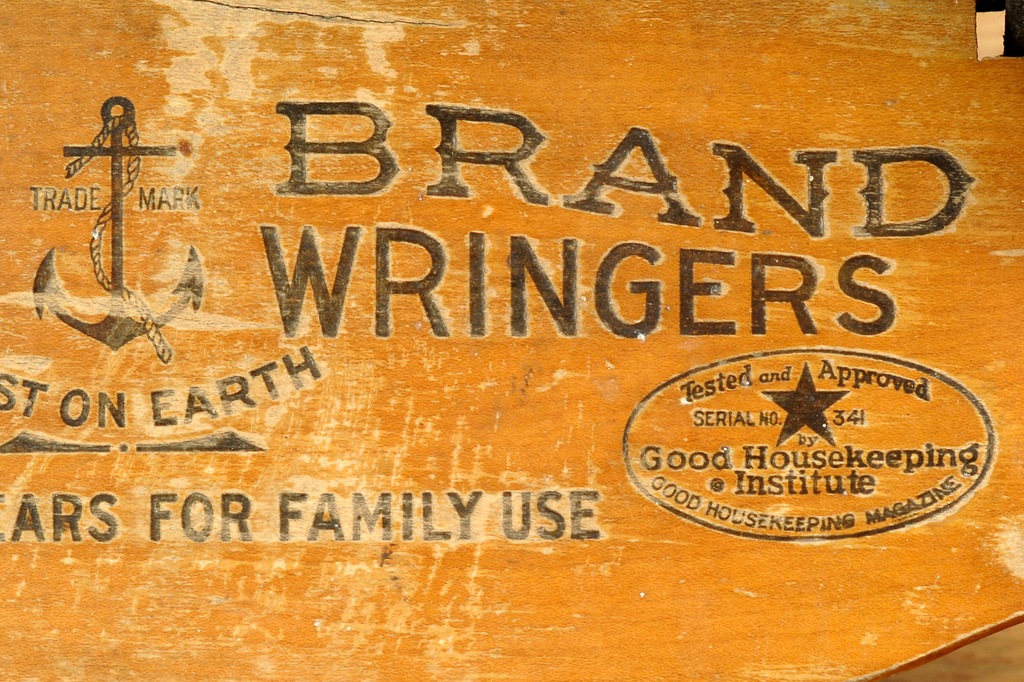 BRAND
TRADE MARK
WRINGERS
ST ON EARTH
EARS FOR FAMILY USE
Tested and Approved
SERIAL NO. 341
by
Good Housekeeping
Institute
GOOD HOUSEKEEPING MAGAZINE